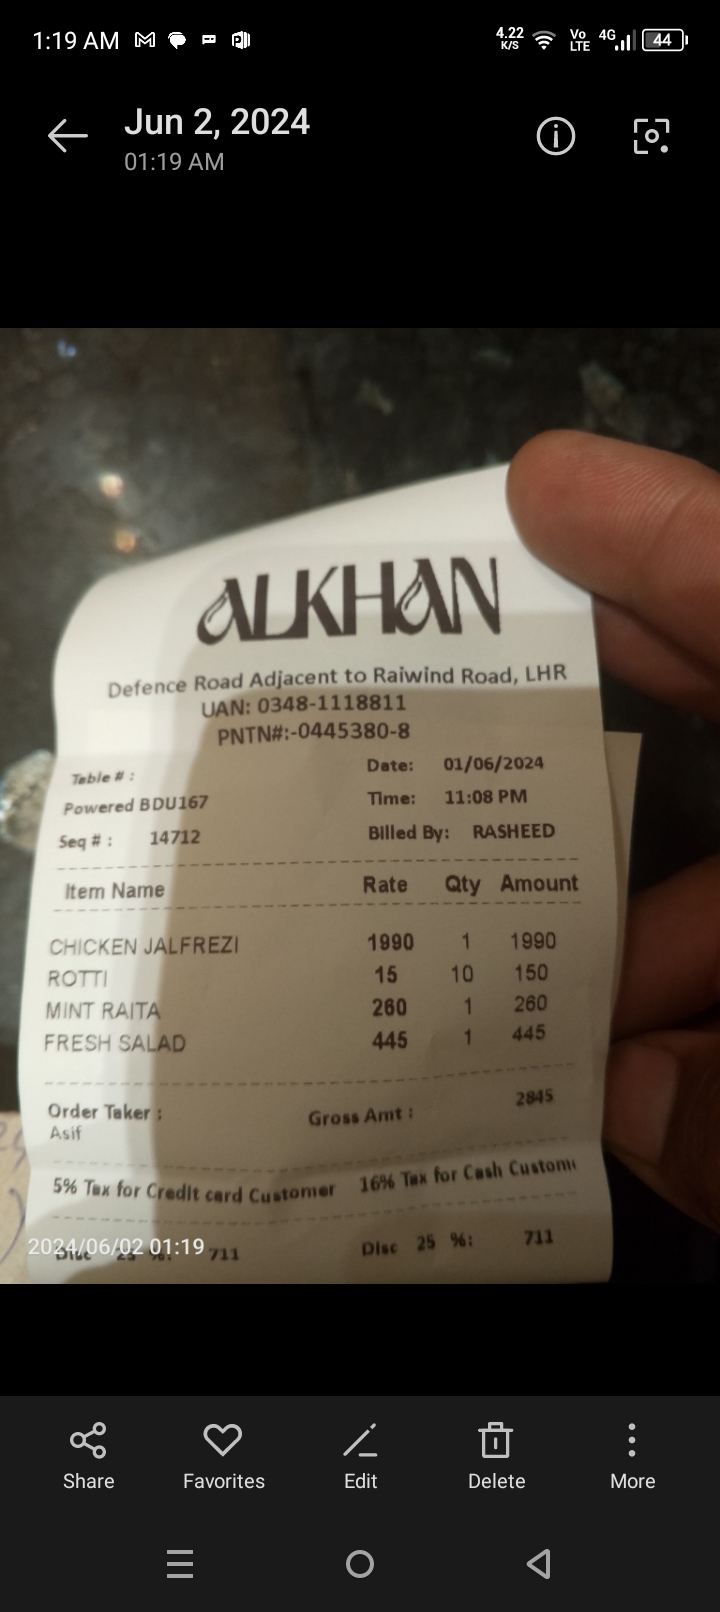 1:19 AM 4.22 K/S Vo LTE 4G 44
Jun 2, 2024
01:19 AM
ALKHAN
Defence Road Adjacent to Raiwind Road, LHR
UAN: 0348-1118811
PNTN#:-0445380-8
Table # : Date: 01/06/2024
Powered BDU167 Time: 11:08 PM
Seq # : 14712 Billed By: RASHEED
Item Name Rate Qty Amount
CHICKEN JALFREZI 1990 1 1990
ROTTI 15 10 150
MINT RAITA 260 1 260
FRESH SALAD 445 1 445
Order Taker : Gross Amt : 2845
Asif
5% Tax for Credit card Customer 16% Tax for Cash Custom
Disc 25 %: 711 Disc 25 %: 711
2024/06/02 01:19
Share Favorites Edit Delete More